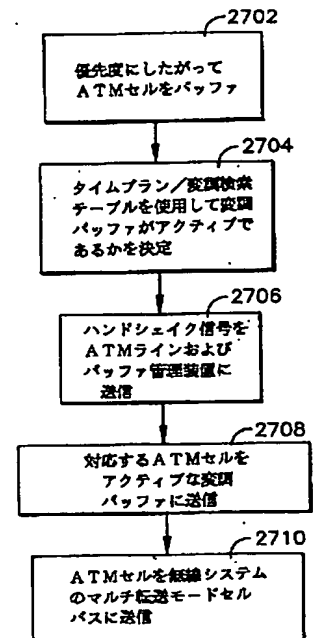 2702
優先度にしたがって
ATMセルをバッファ
2704
タイムプラン/変調検索
テーブルを使用して変調
バッファがアクティブで
あるかを決定
2706
ハンドシェイク信号を
ATMラインおよび
バッファ管理装置に
送信
2708
対応するATMセルを
アクティブな変調
バッファに送信
2710
ATMセルを無線システム
のマルチ転送モードセル
バスに送信